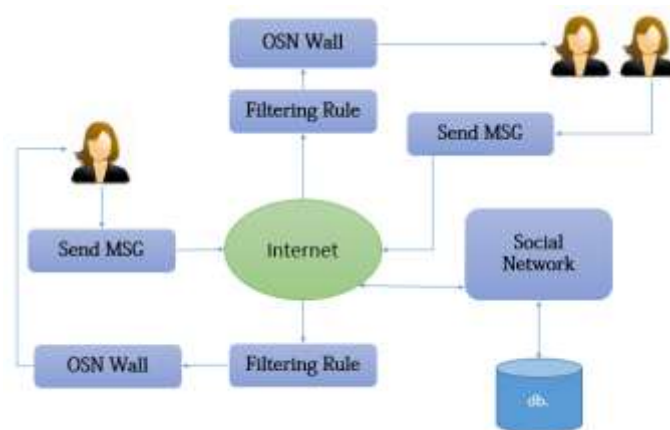 OSN Wall
Filtering Rule
Send MSG
Send MSG
Internet
Social
Network
OSN Wall
Filtering Rule
db.